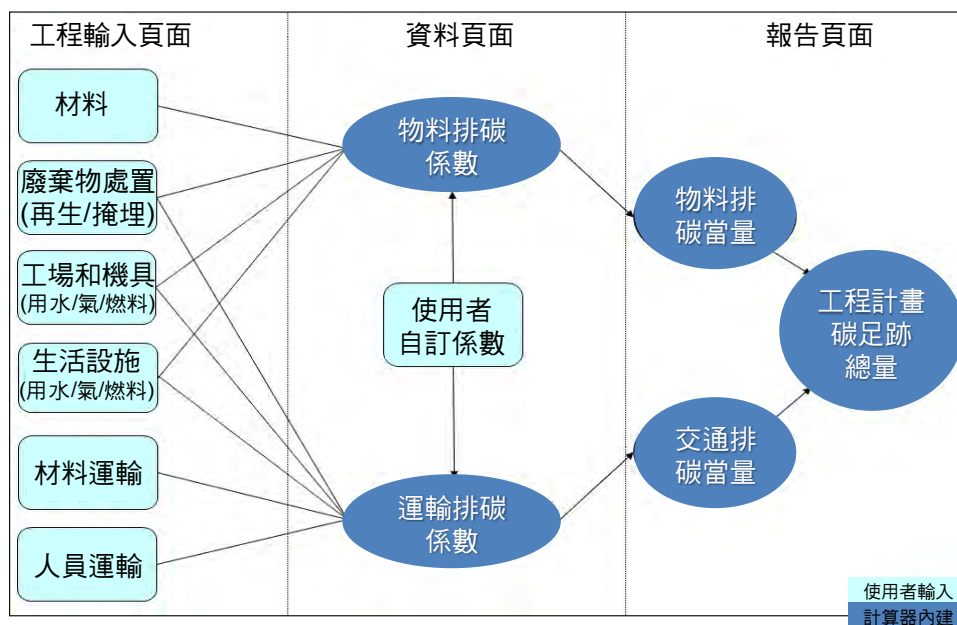 工程輸入頁面
資料頁面
報告頁面
材料
廢棄物處置
(再生/掩埋)
工場和機具
(用水/氣/燃料)
生活設施
(用水/氣/燃料)
材料運輸
人員運輸
物料排碳
係數
使用者
自訂係數
運輸排碳
係數
物料排
碳當量
交通排
碳當量
工程計畫
碳足跡
總量
使用者輸入
計算器內建